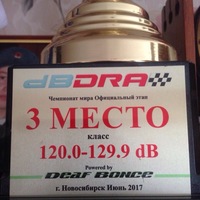 dBDRA
Чемпионат мира Официальный этап
3 МЕСТО
класс
120.0-129.9 dB
Powered by
DEAF BONCE
г. Новосибирск Июнь 2017